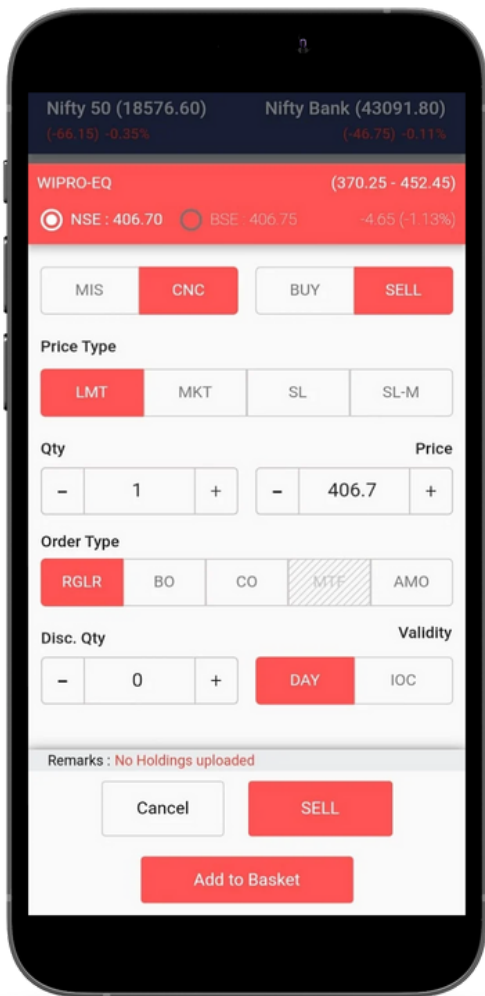 Nifty 50 (18576.60) Nifty Bank (43091.80)
(-66.15) -0.35% (-46.75) -0.11%
WIPRO-EQ (370.25 - 452.45)
NSE : 406.70 BSE : 406.75 -4.65 (-1.13%)
MIS CNC BUY SELL
Price Type
LMT MKT SL SL-M
Qty Price
- 1 + - 406.7 +
Order Type
RGLR BO CO MTF AMO
Disc. Qty Validity
- 0 + DAY IOC
Remarks : No Holdings uploaded
Cancel SELL
Add to Basket